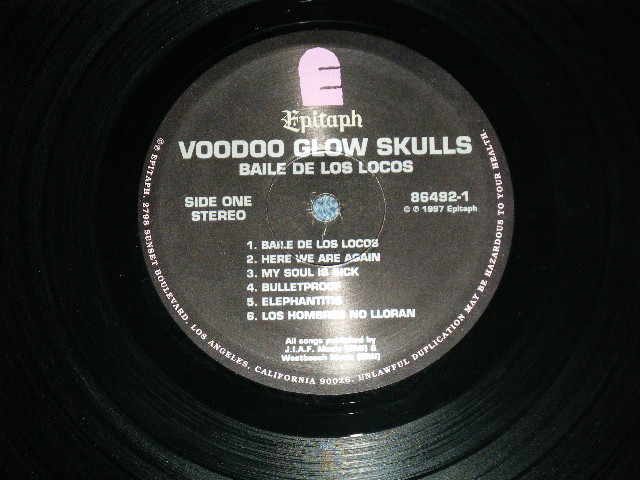 E
Epitaph
VOODOO GLOW SKULLS
BAILE DE LOS LOCOS
SIDE ONE
STEREO
86492-1
© ℗ 1997 Epitaph
1. BAILE DE LOS LOCOS
2. HERE WE ARE AGAIN
3. MY SOUL IS SICK
4. BULLETPROOF
5. ELEPHANTITIS
6. LOS HOMBRES NO LLORAN
All songs published by
J.I.A.F. Music (BMI) &
Westbeach Music (BMI)
©℗ EPITAPH. 2798 SUNSET BOULEVARD. LOS ANGELES. CALIFORNIA 90026. UNLAWFUL DUPLICATION MAY BE HAZARDOUS TO YOUR HEALTH.